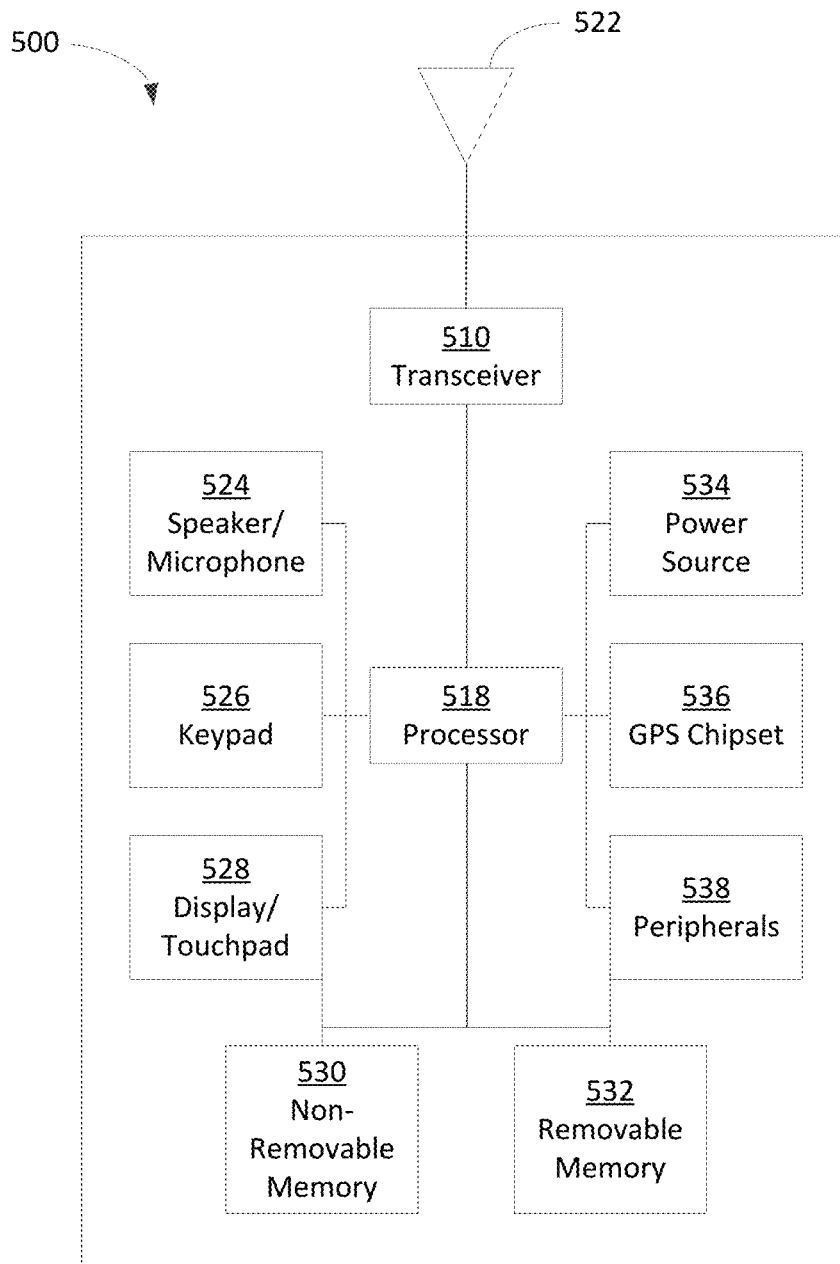 522
500
510
Transceiver
524
Speaker/
Microphone
534
Power
Source
526
Keypad
518
Processor
536
GPS Chipset
528
Display/
Touchpad
538
Peripherals
530
Non-
Removable
Memory
532
Removable
Memory